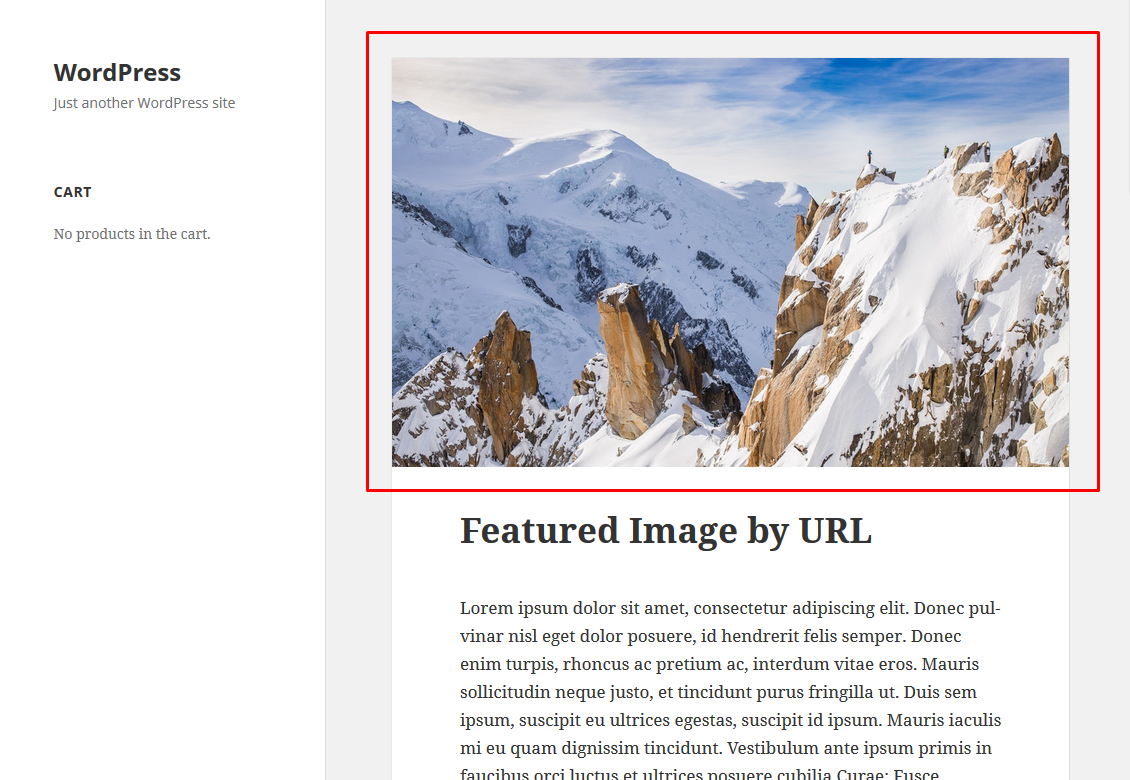 WordPress
Just another WordPress site
CART
No products in the cart.
Featured Image by URL
Lorem ipsum dolor sit amet, consectetur adipiscing elit. Donec pul-
vinar nisl eget dolor posuere, id hendrerit felis semper. Donec
enim turpis, rhoncus ac pretium ac, interdum vitae eros. Mauris
sollicitudin neque justo, et tincidunt purus fringilla ut. Duis sem
ipsum, suscipit eu ultrices egestas, suscipit id ipsum. Mauris iaculis
mi eu quam dignissim tincidunt. Vestibulum ante ipsum primis in
faucibus orci luctus et ultrices posuere cubilia Curae; Fusce